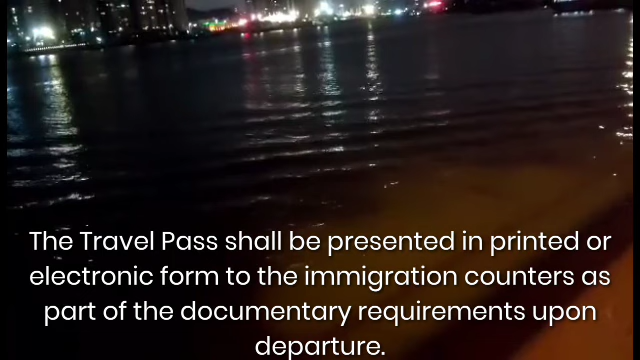 The Travel Pass shall be presented in printed or
electronic form to the immigration counters as
part of the documentary requirements upon
departure.